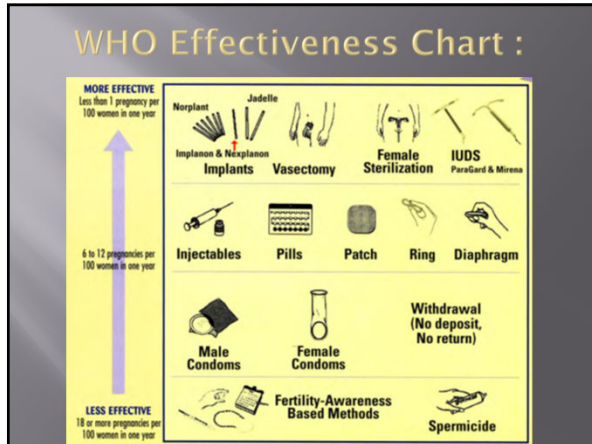 WHO Effectiveness Chart :
MORE EFFECTIVE
Less than 1 pregnancy per
100 women in one year
Norplant
Jadelle
Implanon & Nexplanon
Implants
Vasectomy
Female
Sterilization
IUDS
ParaGard & Mirena
6 to 12 pregnancies per
100 women in one year
Injectables
Pills
Patch
Ring
Diaphragm
Male
Condoms
Female
Condoms
Withdrawal
(No deposit,
No return)
LESS EFFECTIVE
18 or more pregnancies per
100 women in one year
Fertility-Awareness
Based Methods
Spermicide